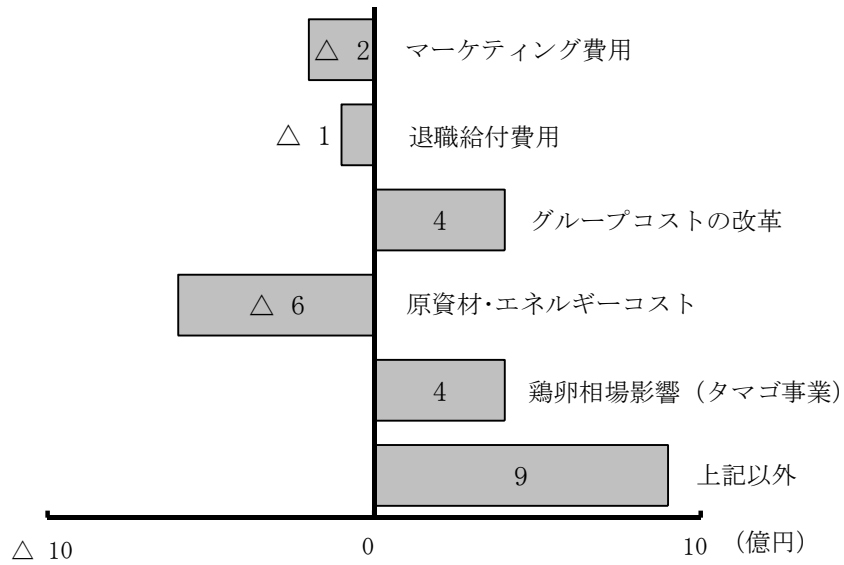 △ 2 マーケティング費用
△ 1 退職給付費用
4 グループコストの改革
△ 6 原資材･エネルギーコスト
4 鶏卵相場影響（タマゴ事業）
9 上記以外
△ 10 0 10 （億円）